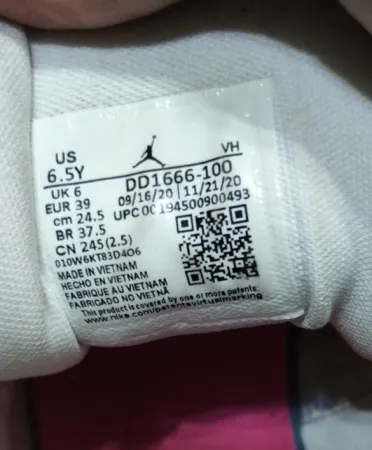 US
6.5Y
VH
UK 6
DD1666-100
EUR 39
09/16/20 | 11/21/20
cm 24.5
UPC 00194500900493
BR 37.5
CN 245(2.5)
010W6KT83D4O6
MADE IN VIETNAM
HECHO EN VIETNAM
FABRIQUE AU VIETNAM
FABRICADO NO VIETNÃ
This product is covered by one or more patents;
www.nike.com/patentsvirtualmarking